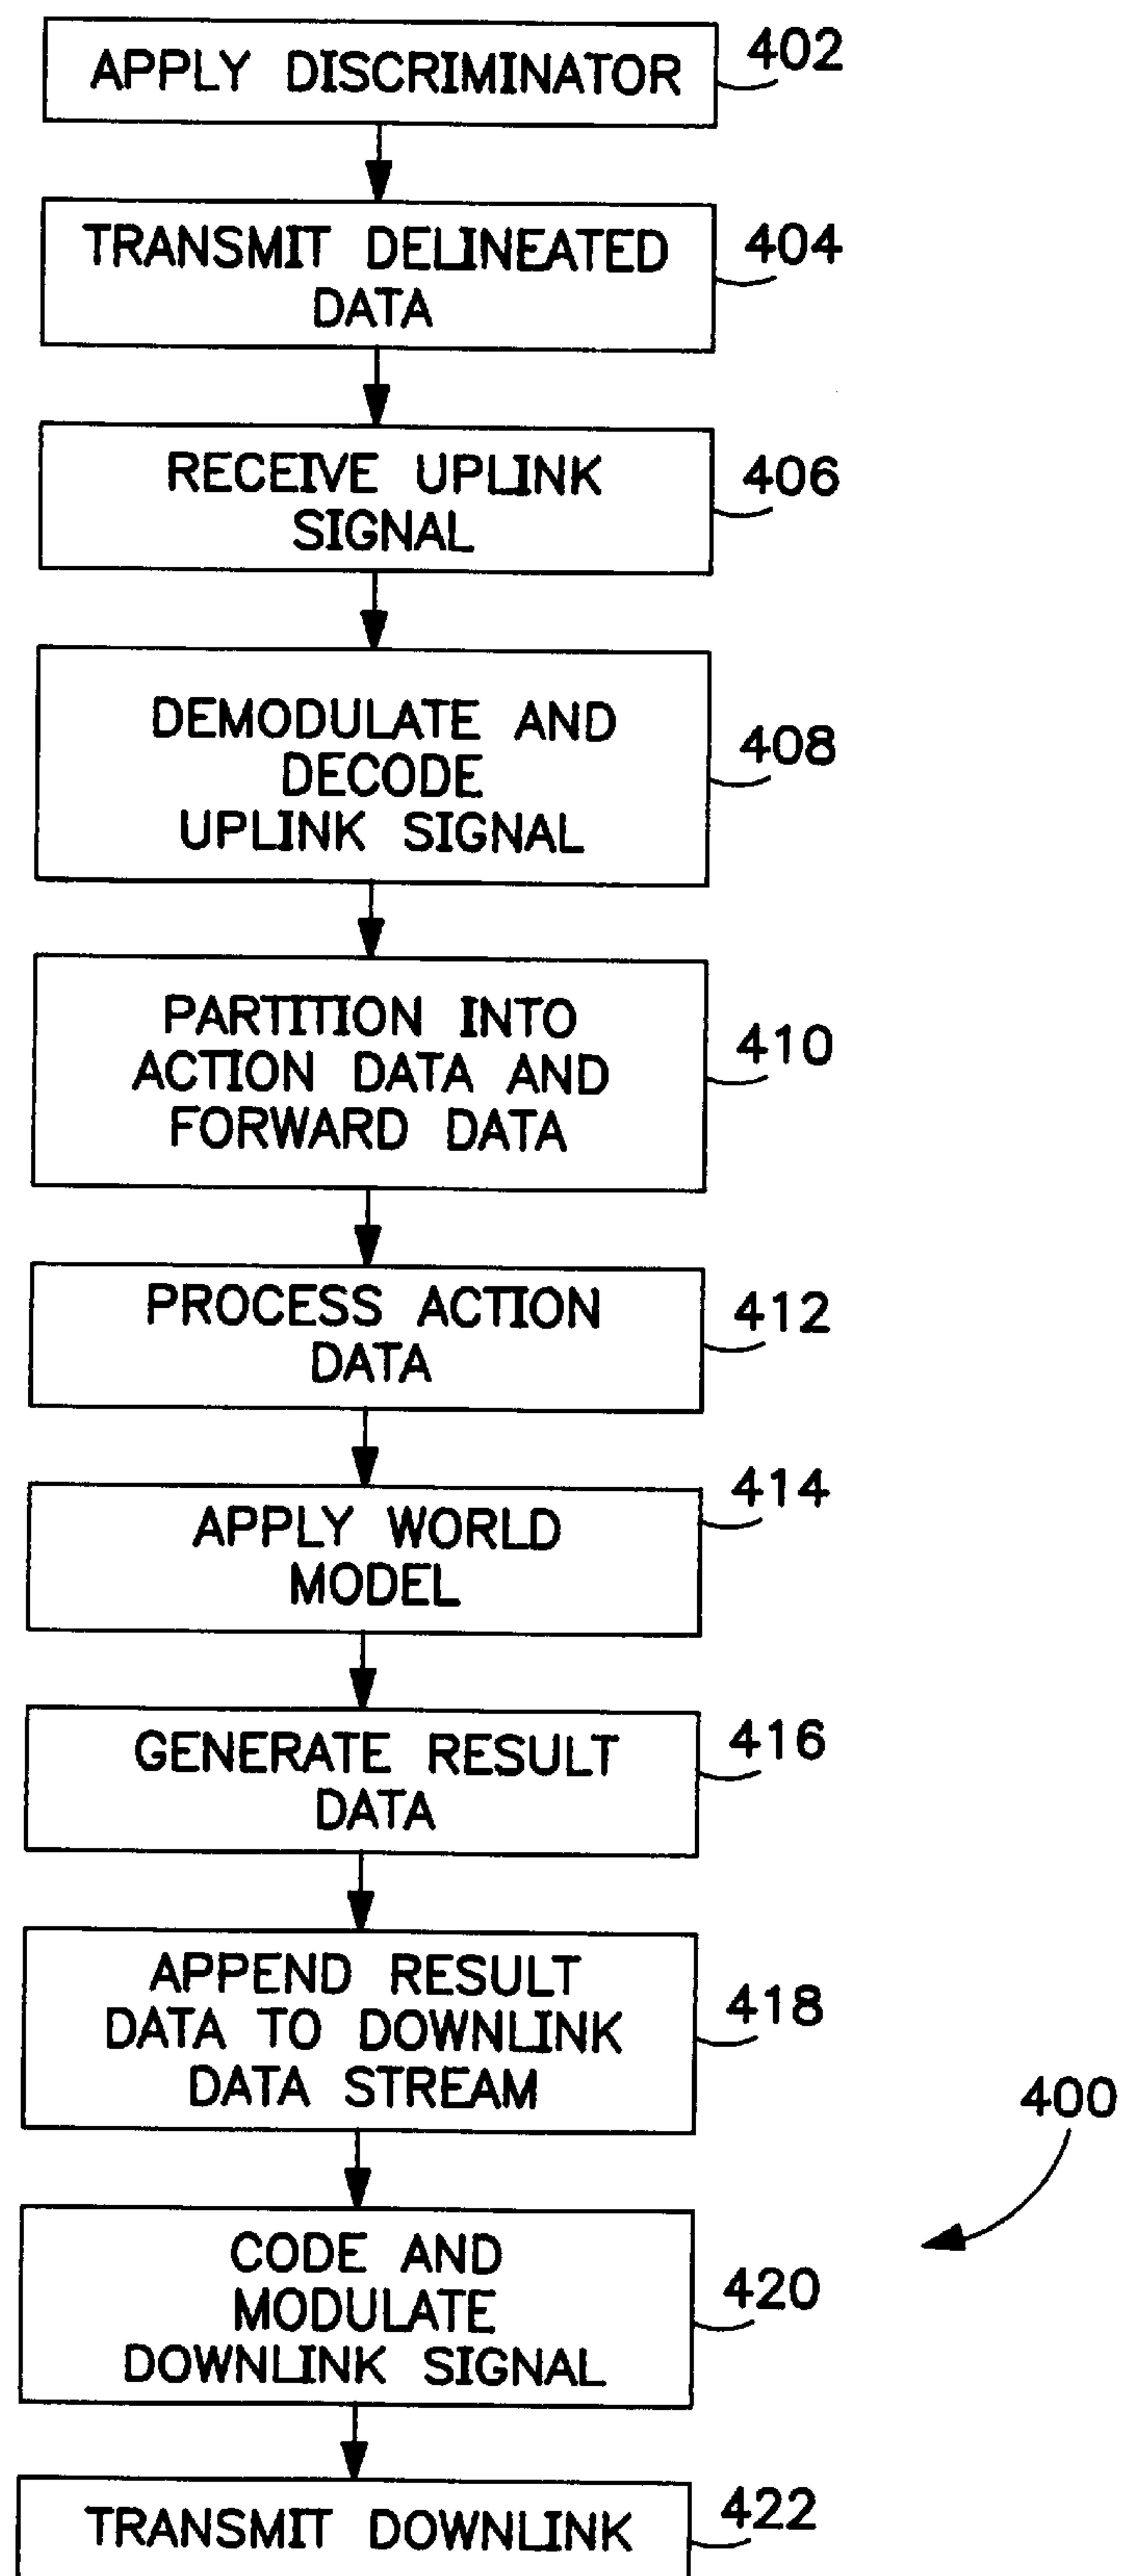 APPLY DISCRIMINATOR
402
TRANSMIT DELINEATED
DATA
404
RECEIVE UPLINK
SIGNAL
406
DEMODULATE AND
DECODE
UPLINK SIGNAL
408
PARTITION INTO
ACTION DATA AND
FORWARD DATA
410
PROCESS ACTION
DATA
412
APPLY WORLD
MODEL
414
GENERATE RESULT
DATA
416
APPEND RESULT
DATA TO DOWNLINK
DATA STREAM
418
400
CODE AND
MODULATE
DOWNLINK SIGNAL
420
TRANSMIT DOWNLINK
422